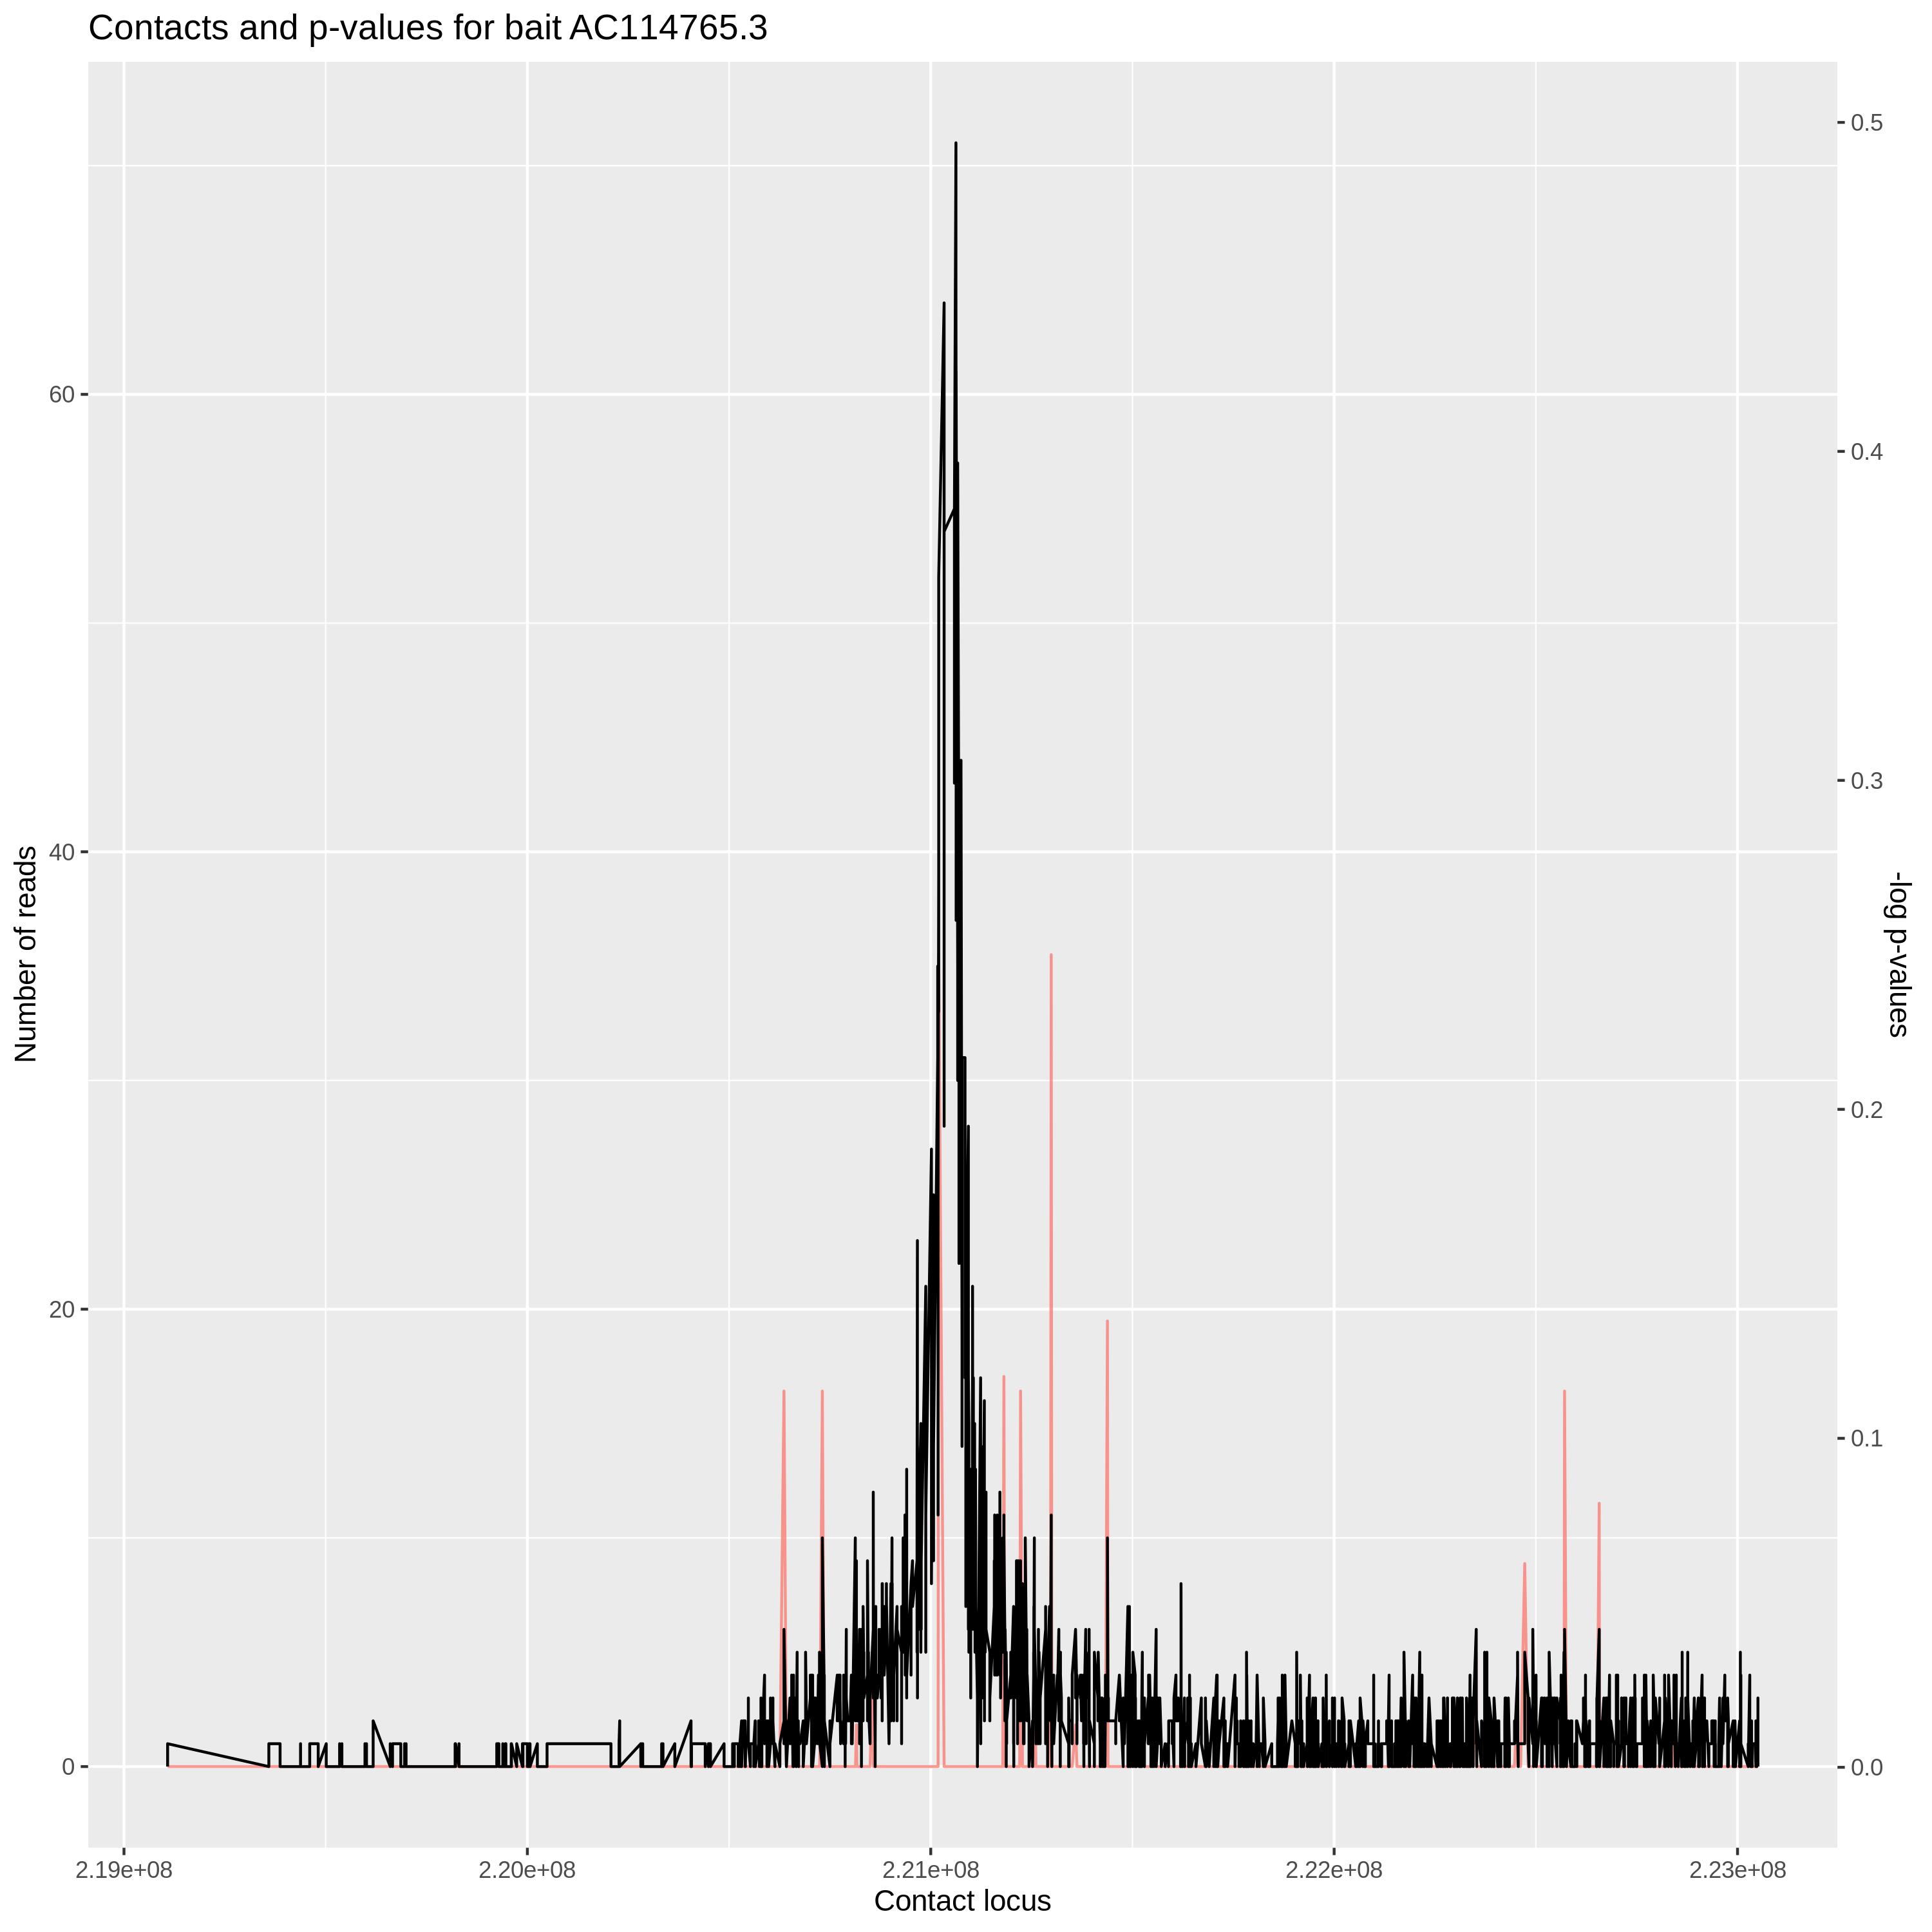 Contacts and p-values for bait AC114765.3
Number of reads
60
40
20
0
0.5
0.4
0.3
0.2
0.1
0.0
-log p-values
2.19e+08
2.20e+08
2.21e+08
2.22e+08
2.23e+08
Contact locus